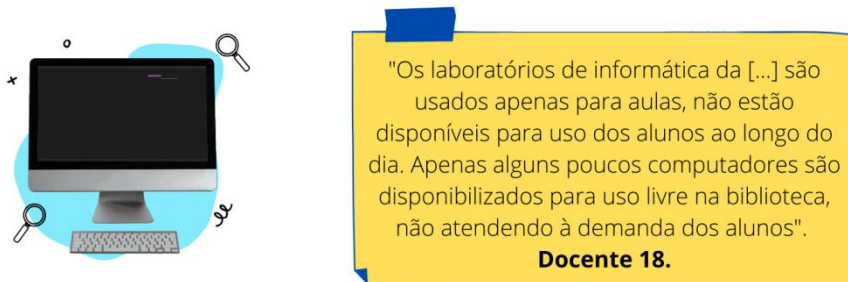 "Os laboratórios de informática da [...] são
usados apenas para aulas, não estão
disponíveis para uso dos alunos ao longo do
dia. Apenas alguns poucos computadores são
disponibilizados para uso livre na biblioteca,
não atendendo à demanda dos alunos".
Docente 18.